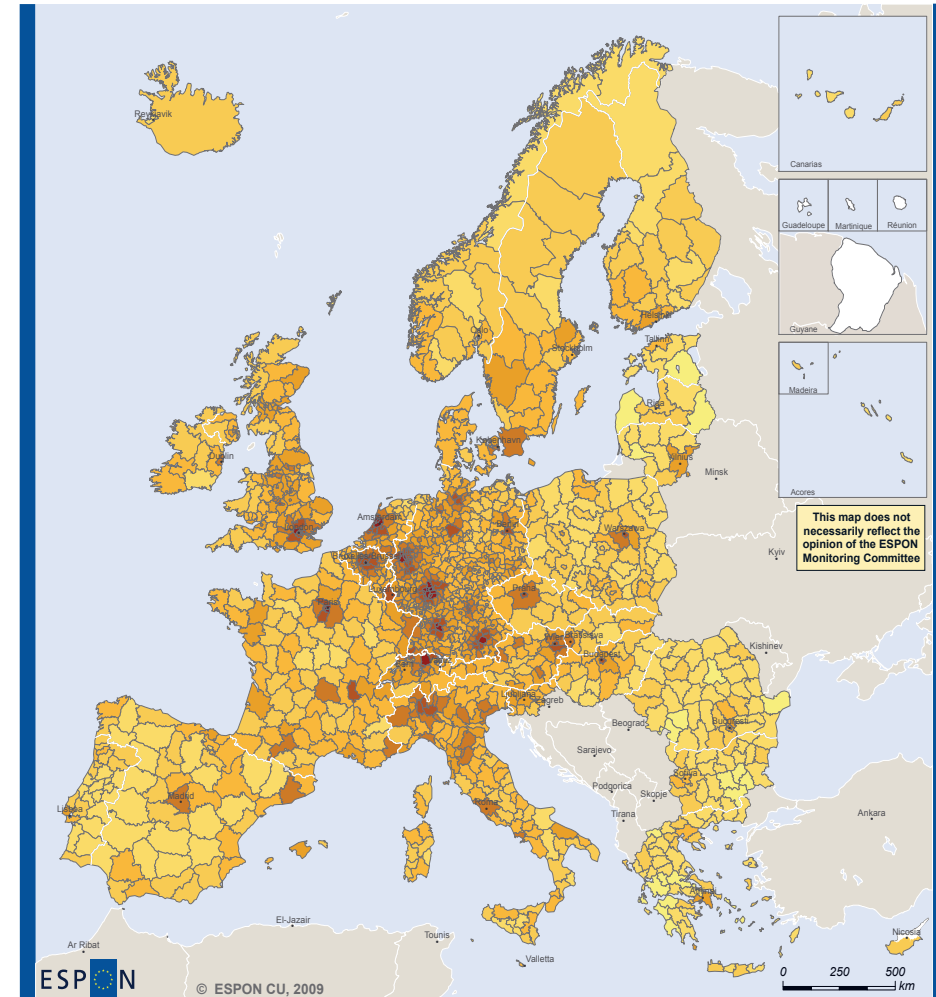 Reykjavik
Canarias
Guadeloupe
Martinique
Réunion
Guyane
Madeira
Acores
This map does not
necessarily reflect the
opinion of the ESPON
Monitoring Committee
Oslo
Helsinki
Tallinn
Stockholm
Riga
København
Vilnius
Minsk
Dublin
London
Amsterdam
Berlin
Warszawa
Kyiv
Bruxelles/Brussel
Luxembourg
Praha
Paris
Wien
Bratislava
Budapest
Kishinev
Bern
Ljubljana
Zagreb
Beograd
Bucuresti
Sarajevo
Sofiya
Podgorica
Skopje
Tirana
Ankara
Madrid
Lisboa
Roma
Athinai
El-Jazair
Tounis
Ar Ribat
Valletta
Nicosia
ESPON
© ESPON CU, 2009
0 250 500
km